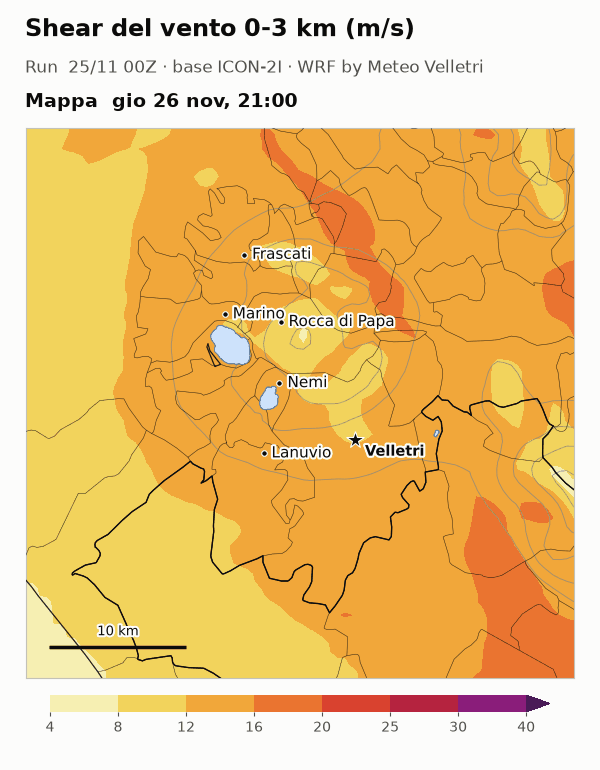 Shear del vento 0-3 km (m/s)
Run  25/11 00Z · base ICON-2I · WRF by Meteo Velletri
Mappa  gio 26 nov, 21:00
Frascati
Marino
Rocca di Papa
Nemi
Velletri
Lanuvio
10 km
4 8 12 16 20 25 30 40